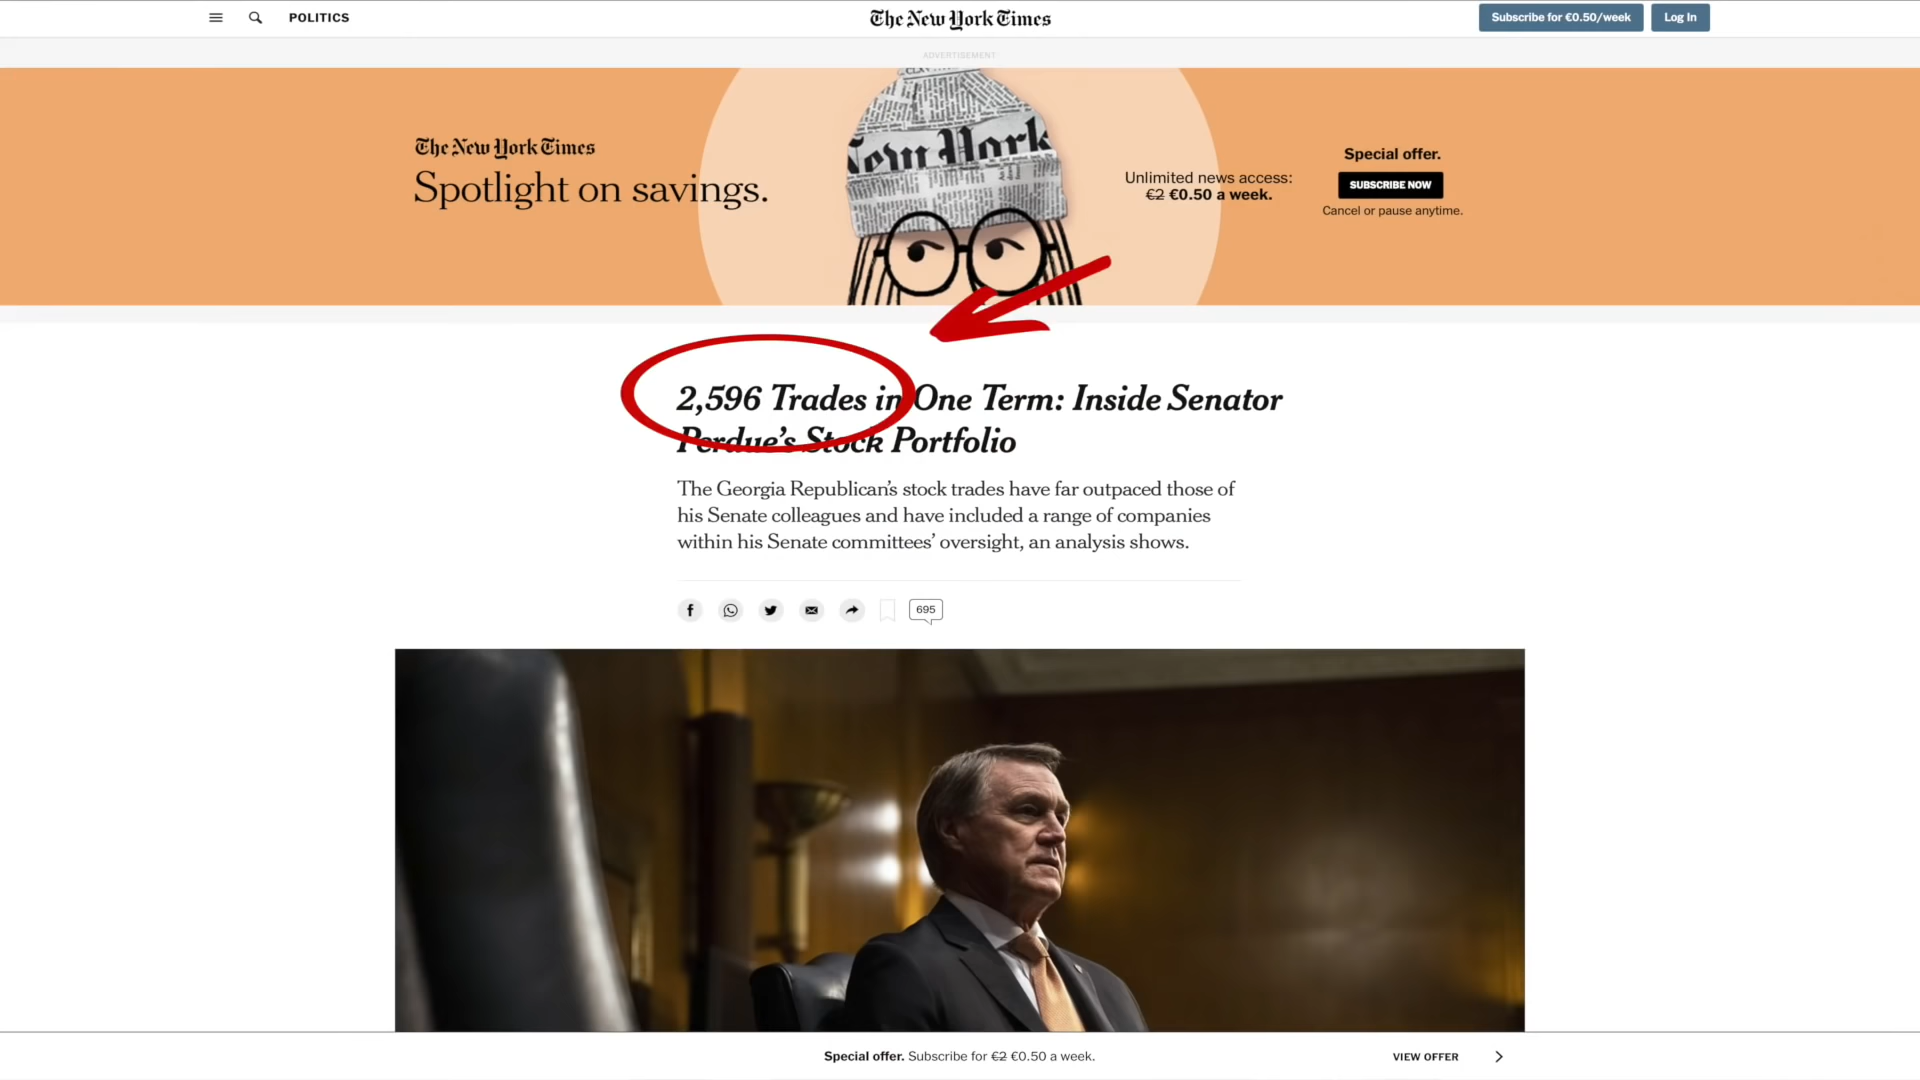 POLITICS
The New York Times
Subscribe for €0.50/week
Log In
ADVERTISEMENT
The New York Times
Spotlight on savings.
New York
Unlimited news access:
€2 €0.50 a week.
Special offer.
SUBSCRIBE NOW
Cancel or pause anytime.
2,596 Trades in One Term: Inside Senator
Perdue's Stock Portfolio
The Georgia Republican's stock trades have far outpaced those of
his Senate colleagues and have included a range of companies
within his Senate committees' oversight, an analysis shows.
695
Special offer. Subscribe for €2 €0.50 a week.
VIEW OFFER